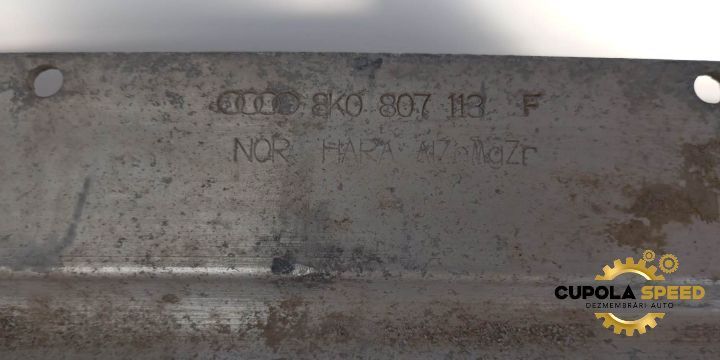 8K0 807 113 F
NOR HARA AlZnMgZr
CUPOLA SPEED
DEZMEMBRĂRI AUTO